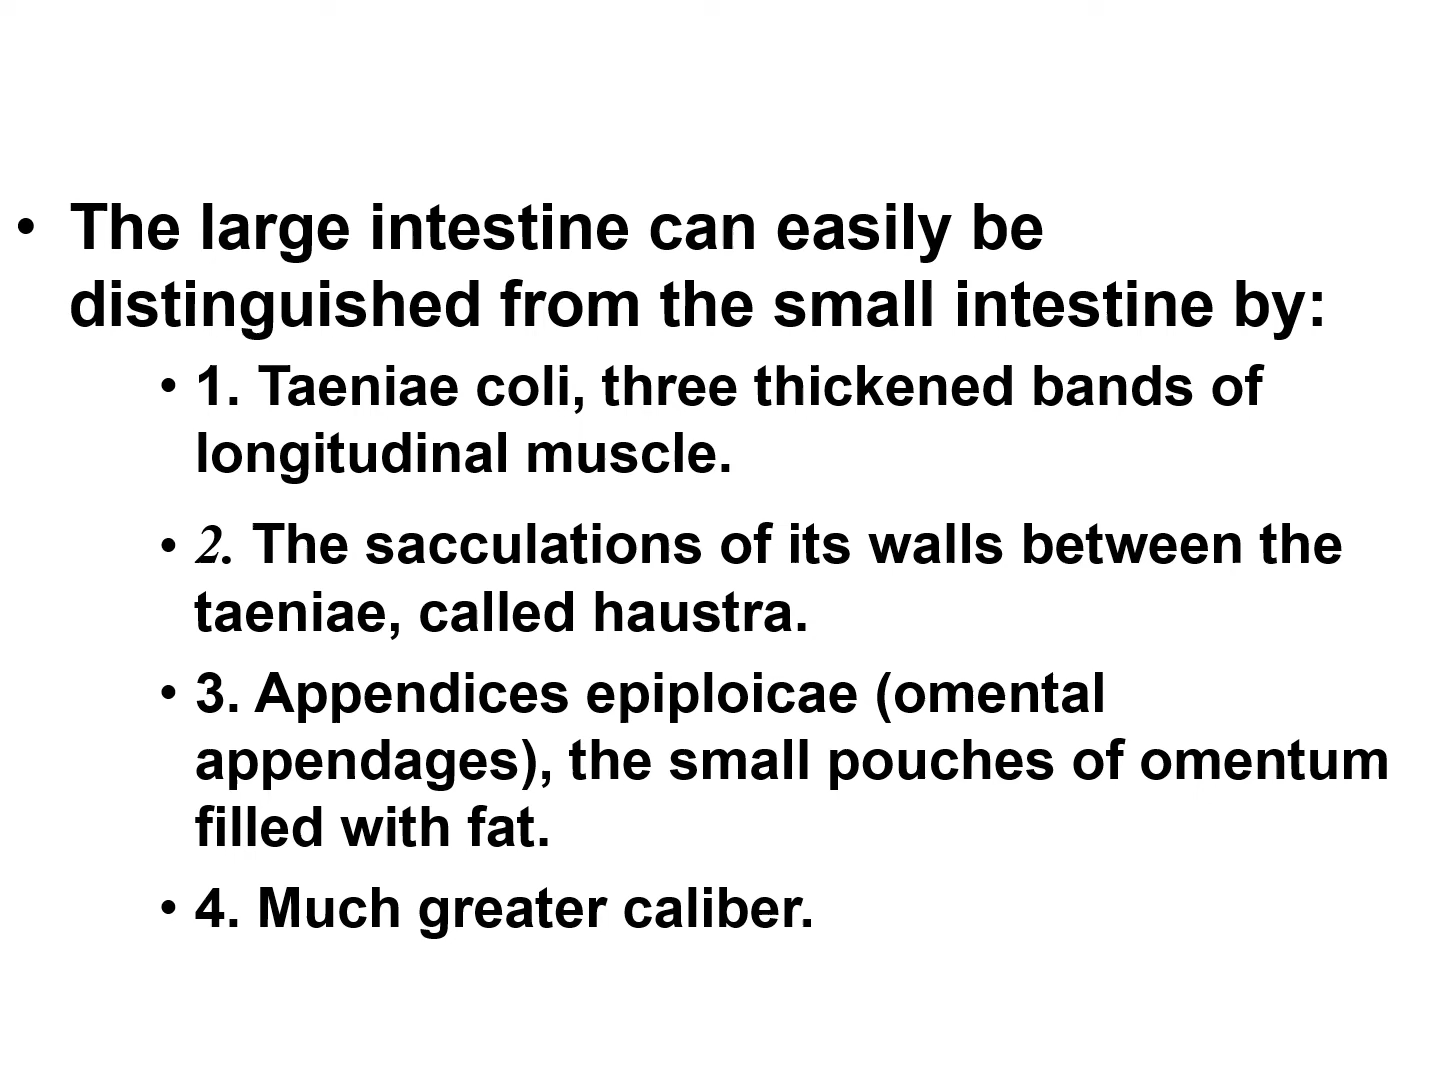 • The large intestine can easily be
distinguished from the small intestine by:
• 1. Taeniae coli, three thickened bands of
longitudinal muscle.
• 2. The sacculations of its walls between the
taeniae, called haustra.
• 3. Appendices epiploicae (omental
appendages), the small pouches of omentum
filled with fat.
• 4. Much greater caliber.